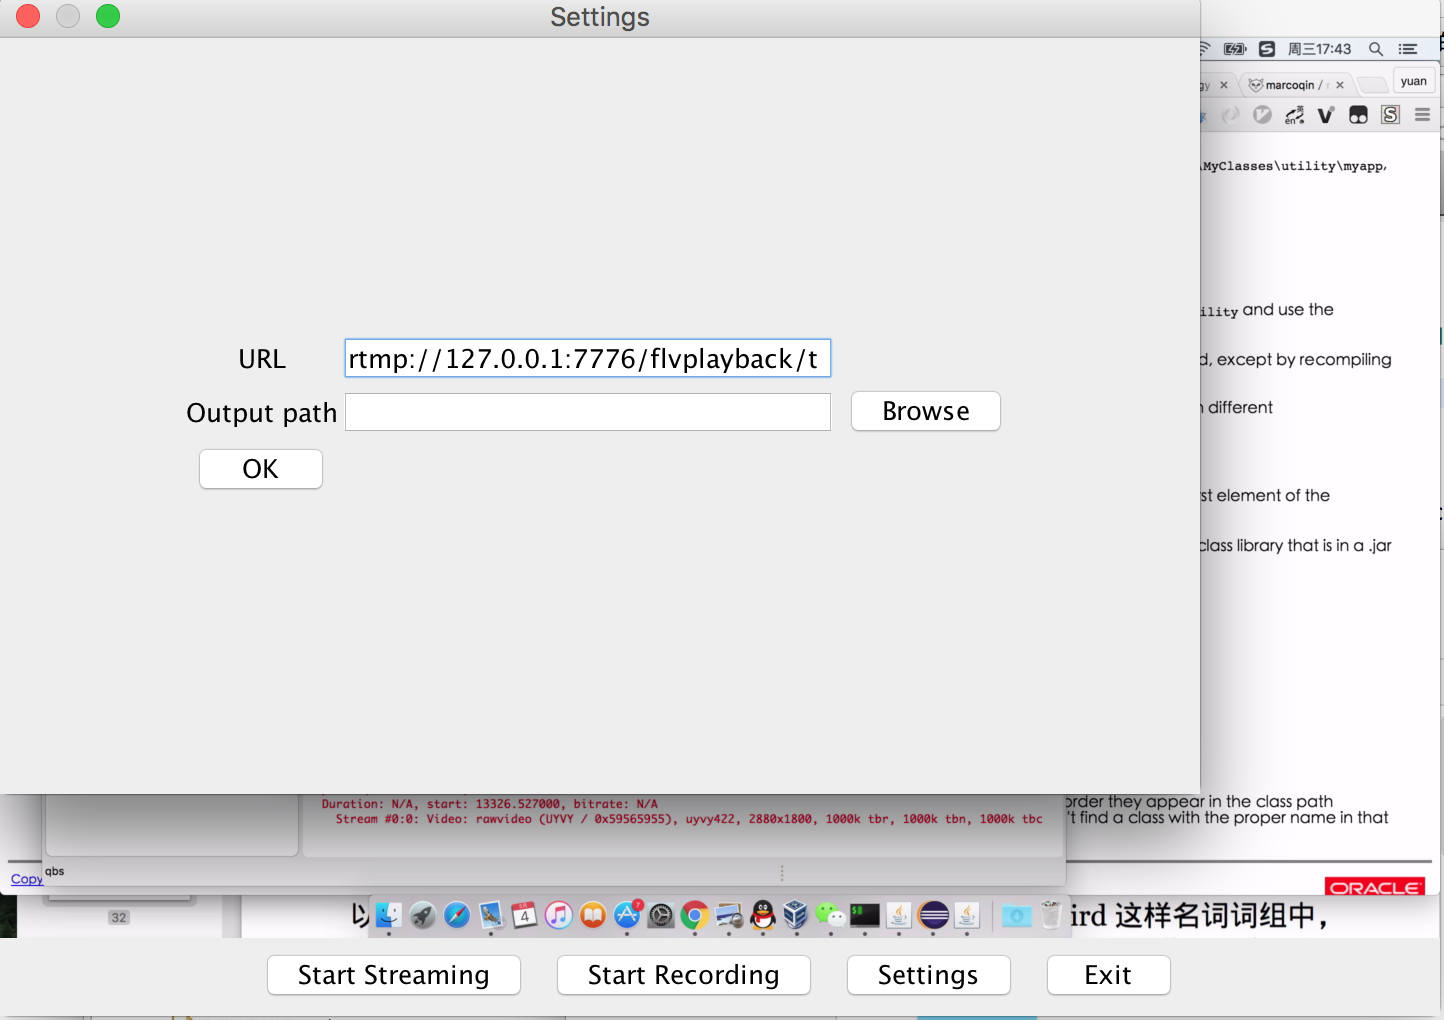 Settings
周三17:43
gy
marcoqin / r
yuan
\MyClasses\utility\myapp,
ility and use the
d, except by recompiling
n different
URL
rtmp://127.0.0.1:7776/flvplayback/t
Output path
Browse
OK
st element of the
class library that is in a .jar
order they appear in the class path
't find a class with the proper name in that
Duration: N/A, start: 13326.527000, bitrate: N/A
Stream #0:0: Video: rawvideo (UYVY / 0x59565955), uyvy422, 2880x1800, 1000k tbr, 1000k tbn, 1000k tbc
qbs
Copy
ORACLE
32
以
4
7
ird 这样名词词组中，
Start Streaming
Start Recording
Settings
Exit